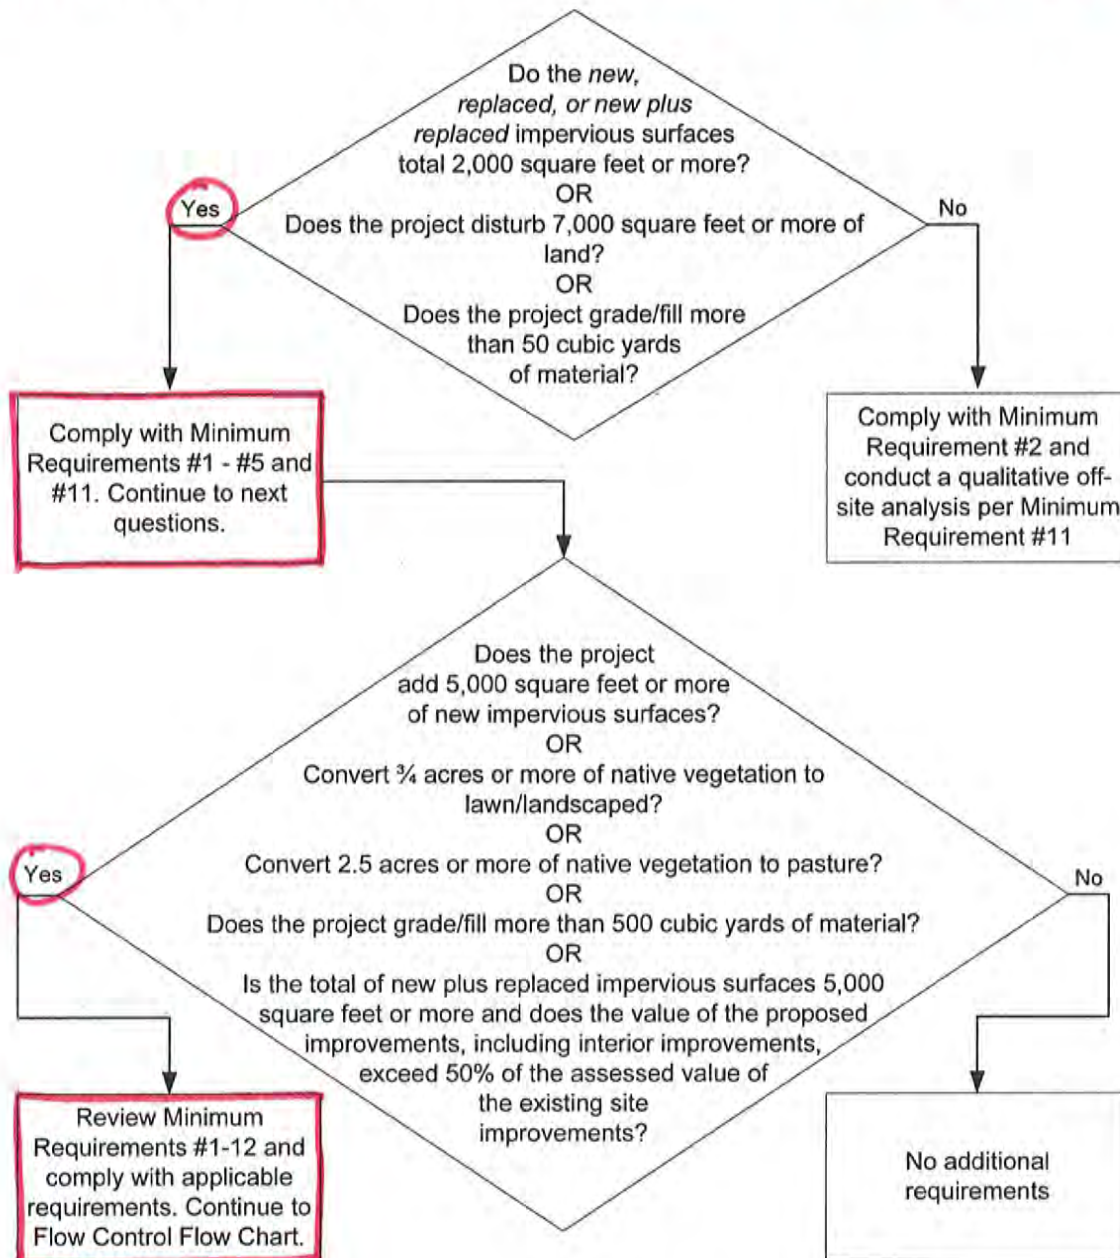 Do the new,
replaced, or new plus
replaced impervious surfaces
total 2,000 square feet or more?
OR
Does the project disturb 7,000 square feet or more of
land?
OR
Does the project grade/fill more
than 50 cubic yards
of material?
Yes
No
Comply with Minimum
Requirements #1 - #5 and
#11. Continue to next
questions.
Comply with Minimum
Requirement #2 and
conduct a qualitative off-
site analysis per Minimum
Requirement #11
Does the project
add 5,000 square feet or more
of new impervious surfaces?
OR
Convert ¾ acres or more of native vegetation to
lawn/landscaped?
OR
Convert 2.5 acres or more of native vegetation to pasture?
OR
Does the project grade/fill more than 500 cubic yards of material?
OR
Is the total of new plus replaced impervious surfaces 5,000
square feet or more and does the value of the proposed
improvements, including interior improvements,
exceed 50% of the assessed value of
the existing site
improvements?
Yes
No
Review Minimum
Requirements #1-12 and
comply with applicable
requirements. Continue to
Flow Control Flow Chart.
No additional
requirements